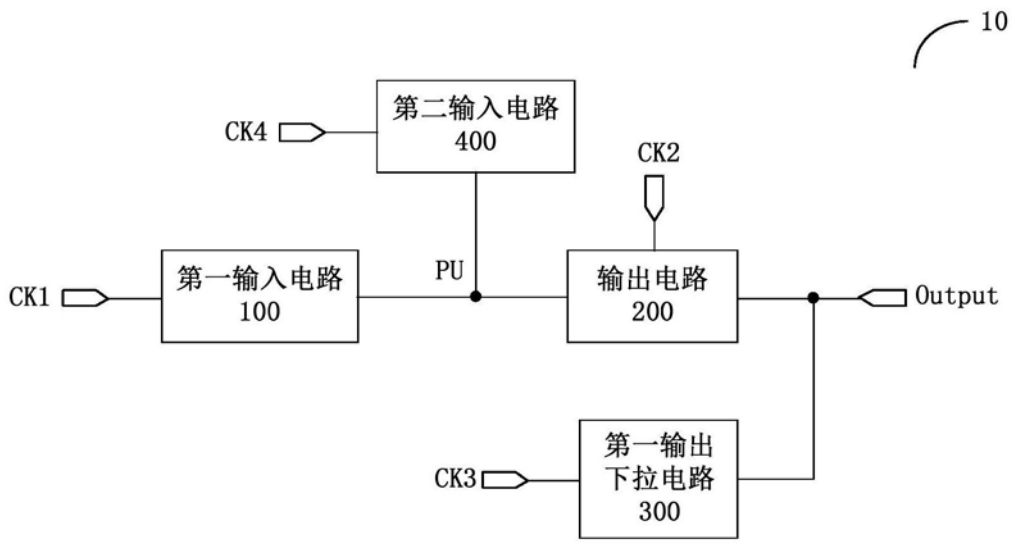 10
第二输入电路
400
CK4
CK2
第一输入电路
100
CK1
PU
输出电路
200
Output
第一输出
下拉电路
300
CK3